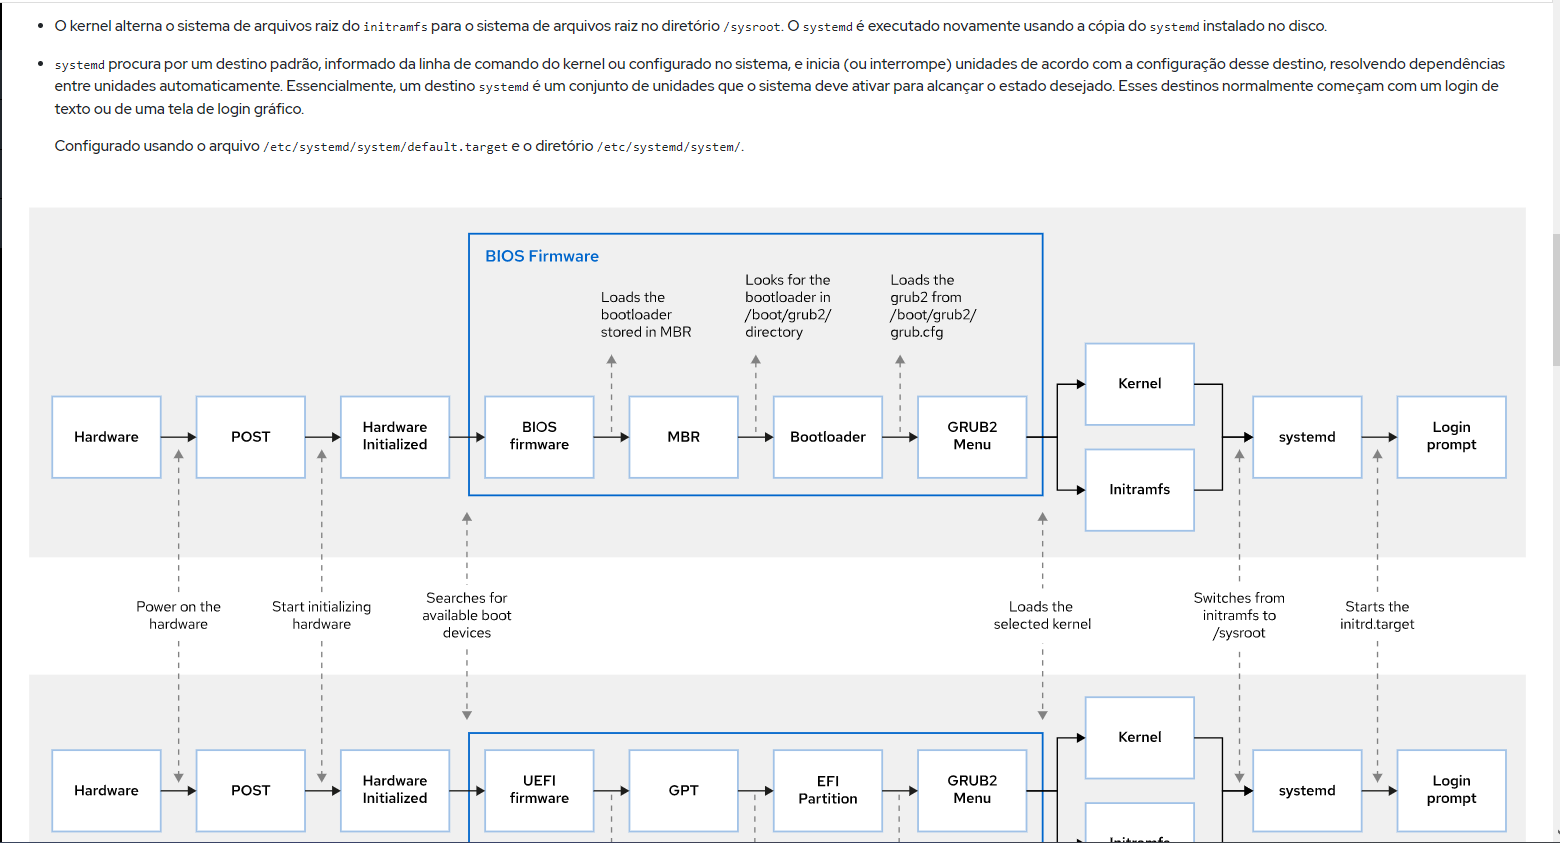 O kernel alterna o sistema de arquivos raiz do initramfs para o sistema de arquivos raiz no diretório /sysroot. O systemd é executado novamente usando a cópia do systemd instalado no disco.
systemd procura por um destino padrão, informado da linha de comando do kernel ou configurado no sistema, e inicia (ou interrompe) unidades de acordo com a configuração desse destino, resolvendo dependências
entre unidades automaticamente. Essencialmente, um destino systemd é um conjunto de unidades que o sistema deve ativar para alcançar o estado desejado. Esses destinos normalmente começam com um login de
texto ou de uma tela de login gráfico.
Configurado usando o arquivo /etc/systemd/system/default.target e o diretório /etc/systemd/system/.
BIOS Firmware
Loads the
bootloader
stored in MBR
Looks for the
bootloader in
/boot/grub2/
directory
Loads the
grub2 from
/boot/grub2/
grub.cfg
Hardware
POST
Hardware
Initialized
BIOS
firmware
MBR
Bootloader
GRUB2
Menu
Kernel
Initramfs
systemd
Login
prompt
Power on the
hardware
Start initializing
hardware
Searches for
available boot
devices
Loads the
selected kernel
Switches from
initramfs to
/sysroot
Starts the
initrd.target
Hardware
POST
Hardware
Initialized
UEFI
firmware
GPT
EFI
Partition
GRUB2
Menu
Kernel
Initramfs
systemd
Login
prompt